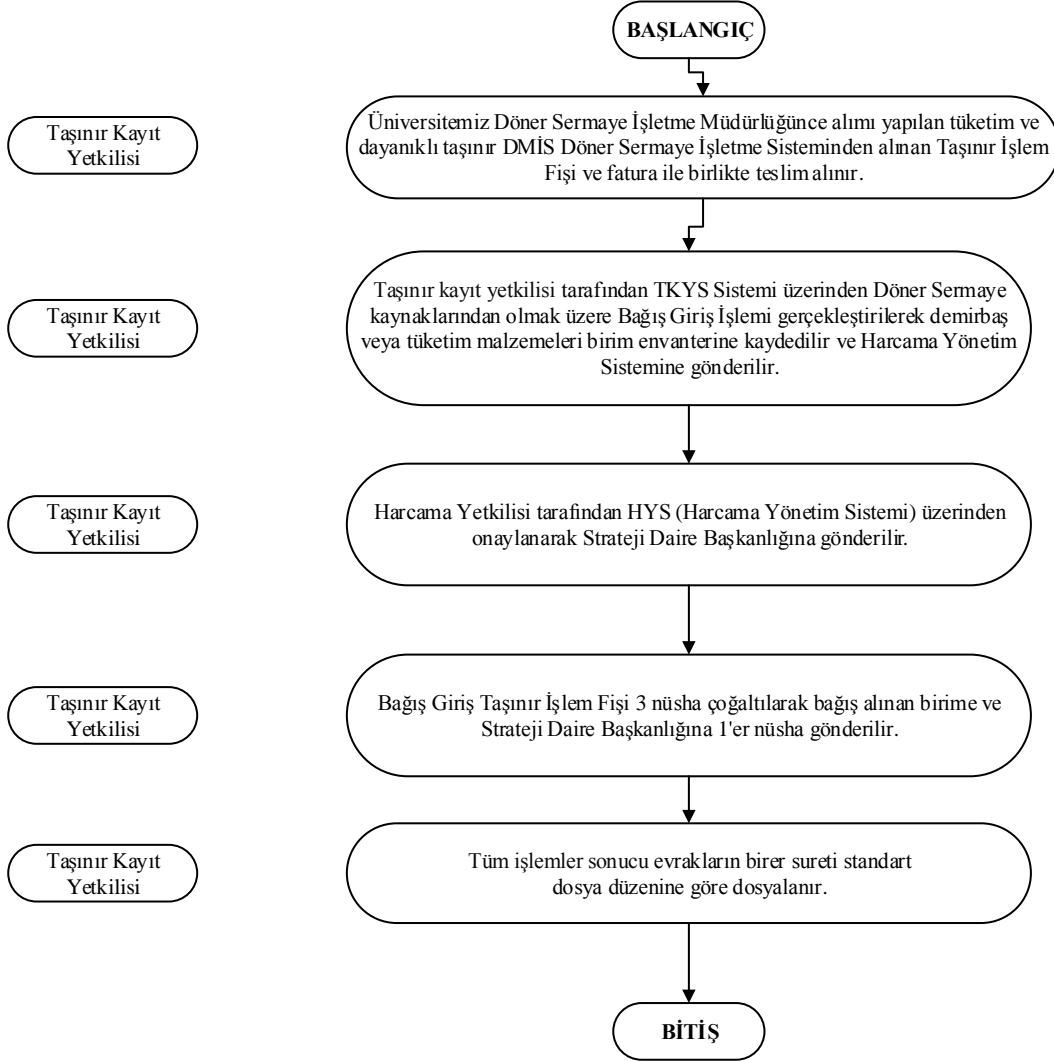 BAŞLANGIÇ
Taşınır Kayıt
Yetkilisi
Üniversitemiz Döner Sermaye İşletme Müdürlüğünce alımı yapılan tüketim ve
dayanıklı taşınır DMİS Döner Sermaye İşletme Sisteminden alınan Taşınır İşlem
Fişi ve fatura ile birlikte teslim alınır.
Taşınır Kayıt
Yetkilisi
Taşınır kayıt yetkilisi tarafından TKYS Sistemi üzerinden Döner Sermaye
kaynaklarından olmak üzere Bağış Giriş İşlemi gerçekleştirilerek demirbaş
veya tüketim malzemeleri birim envanterine kaydedilir ve Harcama Yönetim
Sistemine gönderilir.
Taşınır Kayıt
Yetkilisi
Harcama Yetkilisi tarafından HYS (Harcama Yönetim Sistemi) üzerinden
onaylanarak Strateji Daire Başkanlığına gönderilir.
Taşınır Kayıt
Yetkilisi
Bağış Giriş Taşınır İşlem Fişi 3 nüsha çoğaltılarak bağış alınan birime ve
Strateji Daire Başkanlığına 1'er nüsha gönderilir.
Taşınır Kayıt
Yetkilisi
Tüm işlemler sonucu evrakların birer sureti standart
dosya düzenine göre dosyalanır.
BİTİŞ